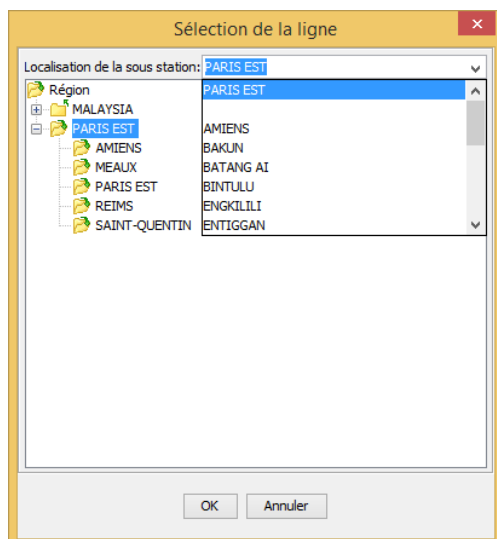 Sélection de la ligne
Localisation de la sous station: PARIS EST
Région
MALAYSIA
PARIS EST
AMIENS
MEAUX
PARIS EST
REIMS
SAINT-QUENTIN
PARIS EST
AMIENS
BAKUN
BATANG AI
BINTULU
ENGKILILI
ENTIGGAN
OK Annuler